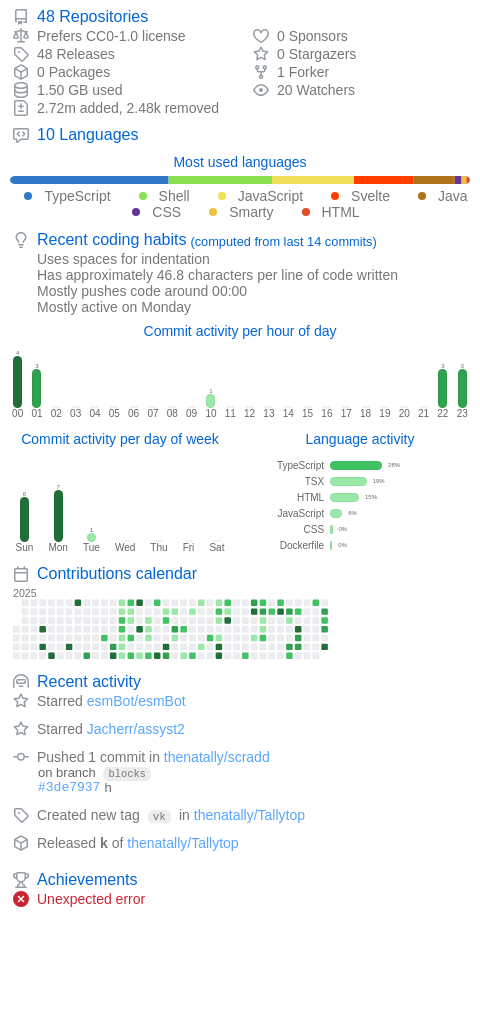 48 Repositories
Prefers CC0-1.0 license
48 Releases
0 Packages
1.50 GB used
2.72m added, 2.48k removed
0 Sponsors
0 Stargazers
1 Forker
20 Watchers
10 Languages
Most used languages
TypeScript Shell JavaScript Svelte Java
CSS Smarty HTML
Recent coding habits (computed from last 14 commits)
Uses spaces for indentation
Has approximately 46.8 characters per line of code written
Mostly pushes code around 00:00
Mostly active on Monday
Commit activity per hour of day
4 3 1 3 3
00 01 02 03 04 05 06 07 08 09 10 11 12 13 14 15 16 17 18 19 20 21 22 23
Commit activity per day of week
6 7 1
Sun Mon Tue Wed Thu Fri Sat
Language activity
TypeScript 28%
TSX 19%
HTML 15%
JavaScript 6%
CSS 0%
Dockerfile 0%
Contributions calendar
2025
Recent activity
Starred esmBot/esmBot
Starred Jacherr/assyst2
Pushed 1 commit in thenatally/scradd
on branch blocks
#3de7937 h
Created new tag vk in thenatally/Tallytop
Released k of thenatally/Tallytop
Achievements
Unexpected error